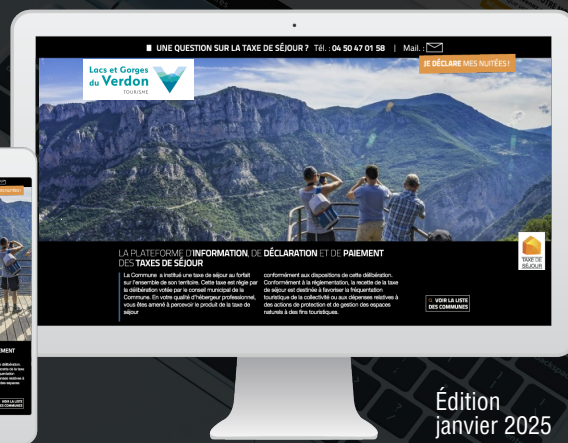 UNE QUESTION SUR LA TAXE DE SÉJOUR ? Tél. : 04 50 47 01 58 | Mail. :
JE DÉCLARE MES NUITÉES !
Lacs et Gorges
du Verdon
TOURISME
LA PLATEFORME D'INFORMATION, DE DÉCLARATION ET DE PAIEMENT
DES TAXES DE SÉJOUR
La Commune a institué une taxe de séjour au forfait
sur l'ensemble de son territoire. Cette taxe est régie par
la délibération votée par le conseil municipal de la
Commune. En votre qualité d'hébergeur professionnel,
vous êtes amené à percevoir le produit de la taxe de
séjour
conformément aux dispositions de cette délibération.
Conformément à la règlementation, la recette de la taxe
de séjour est destinée à favoriser la fréquentation
touristique de la collectivité ou aux dépenses relatives à
des actions de protection et de gestion des espaces
naturels à des fins touristiques.
TAXE DE
SÉJOUR
VOIR LA LISTE
DES COMMUNES
VOIR LA LISTE
DES COMMUNES
Édition
janvier 2025